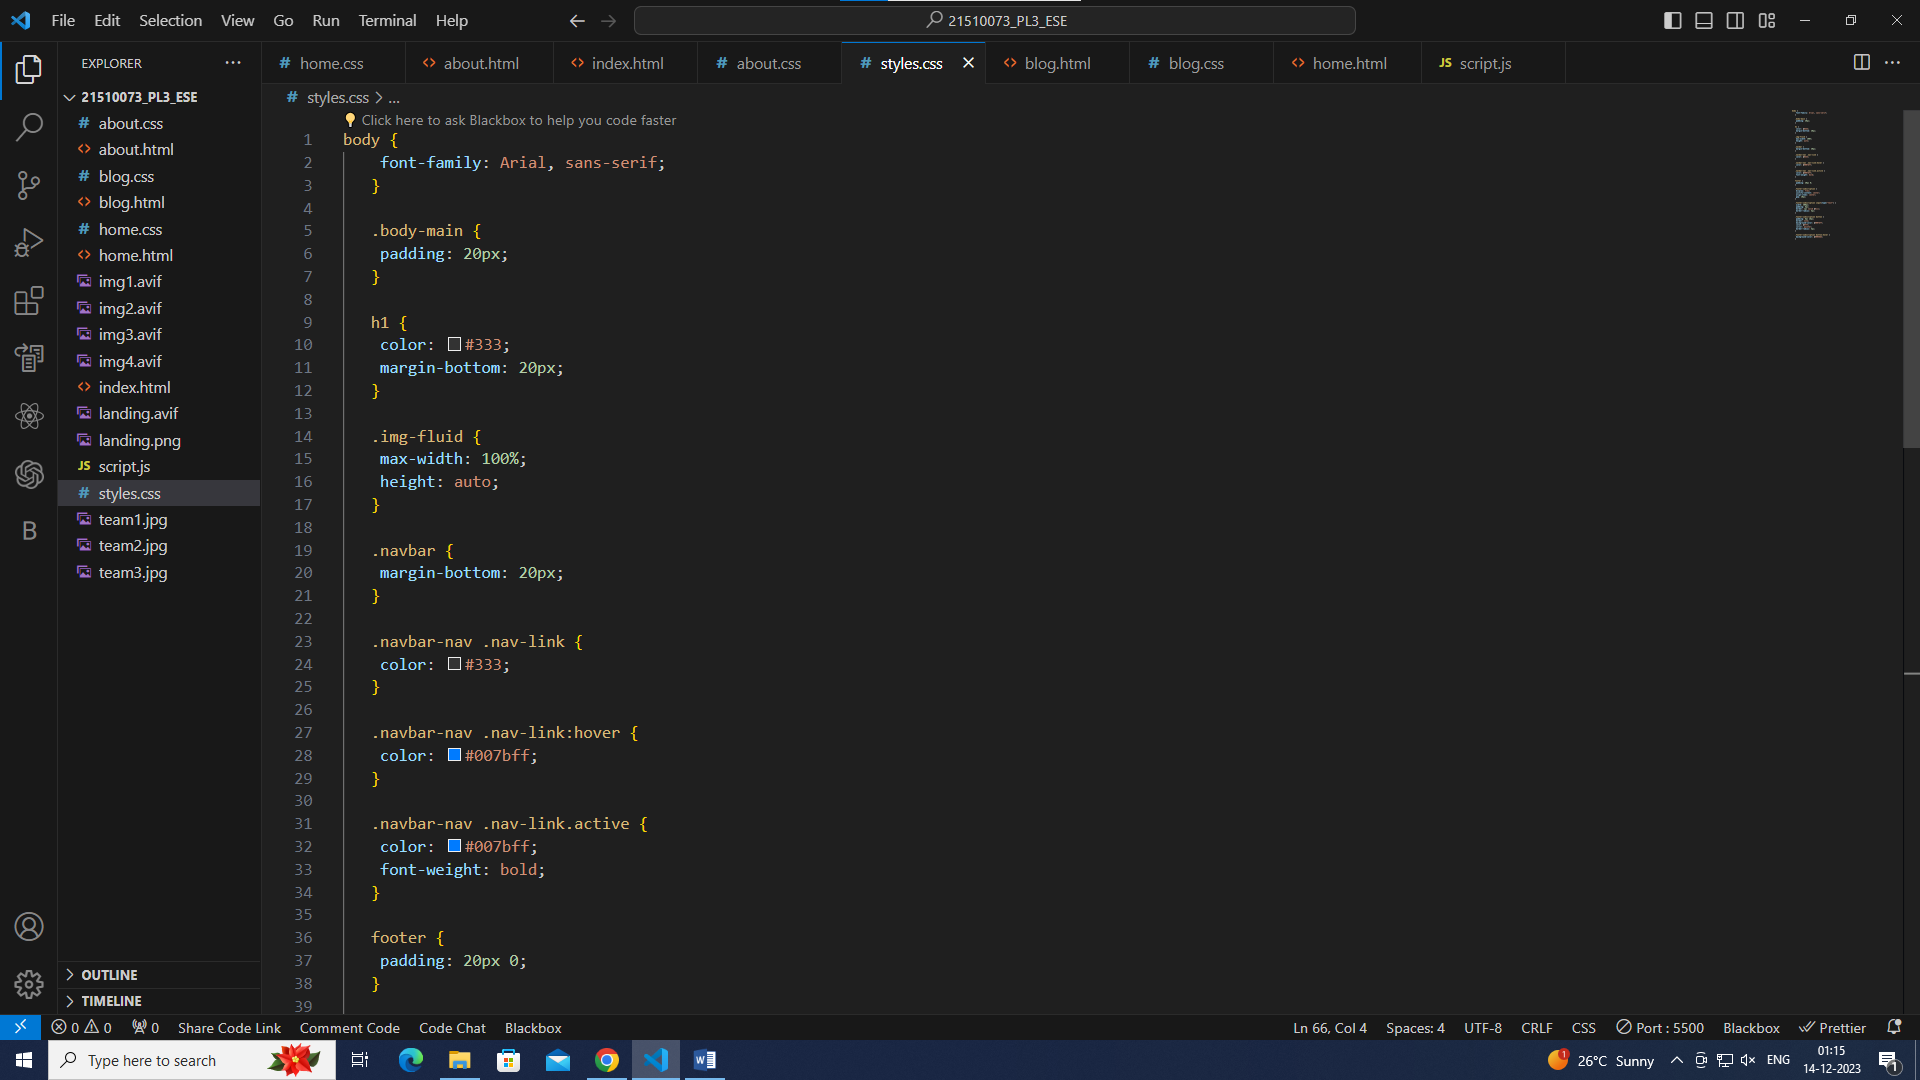 File Edit Selection View Go Run Terminal Help
21510073_PL3_ESE
EXPLORER
home.css
about.html
index.html
about.css
styles.css
blog.html
blog.css
home.html
JS script.js
21510073_PL3_ESE
about.css
about.html
blog.css
blog.html
home.css
home.html
img1.avif
img2.avif
img3.avif
img4.avif
index.html
landing.avif
landing.png
JS script.js
styles.css
team1.jpg
team2.jpg
team3.jpg
OUTLINE
TIMELINE
# styles.css > ...
Click here to ask Blackbox to help you code faster
1 body {
2 font-family: Arial, sans-serif;
3 }
4
5 .body-main {
6 padding: 20px;
7 }
8
9 h1 {
10 color: #333;
11 margin-bottom: 20px;
12 }
13
14 .img-fluid {
15 max-width: 100%;
16 height: auto;
17 }
18
19 .navbar {
20 margin-bottom: 20px;
21 }
22
23 .navbar-nav .nav-link {
24 color: #333;
25 }
26
27 .navbar-nav .nav-link:hover {
28 color: #007bff;
29 }
30
31 .navbar-nav .nav-link.active {
32 color: #007bff;
33 font-weight: bold;
34 }
35
36 footer {
37 padding: 20px 0;
38 }
39
0 0 0 Share Code Link Comment Code Code Chat Blackbox
Ln 66, Col 4 Spaces: 4 UTF-8 CRLF CSS Port : 5500 Blackbox Prettier
Type here to search
1 26°C Sunny ENG
01:15
14-12-2023
1